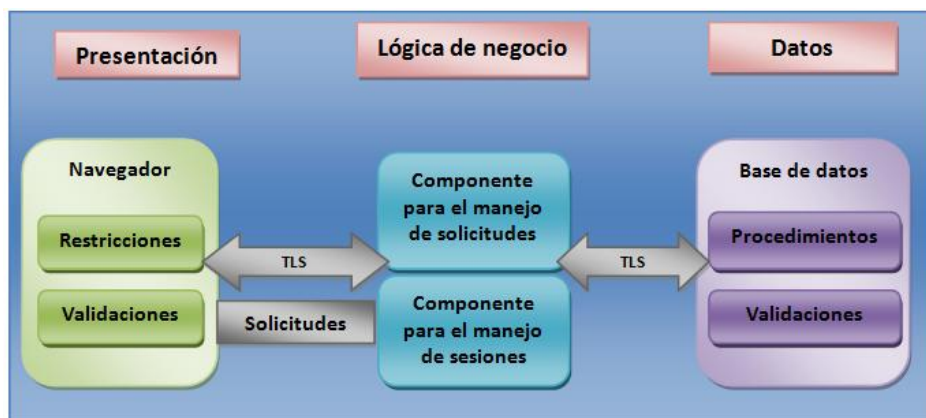 Presentación
Lógica de negocio
Datos
Navegador
Restricciones
Validaciones
TLS
Solicitudes
Componente
para el manejo
de solicitudes
Componente
para el manejo
de sesiones
TLS
Base de datos
Procedimientos
Validaciones